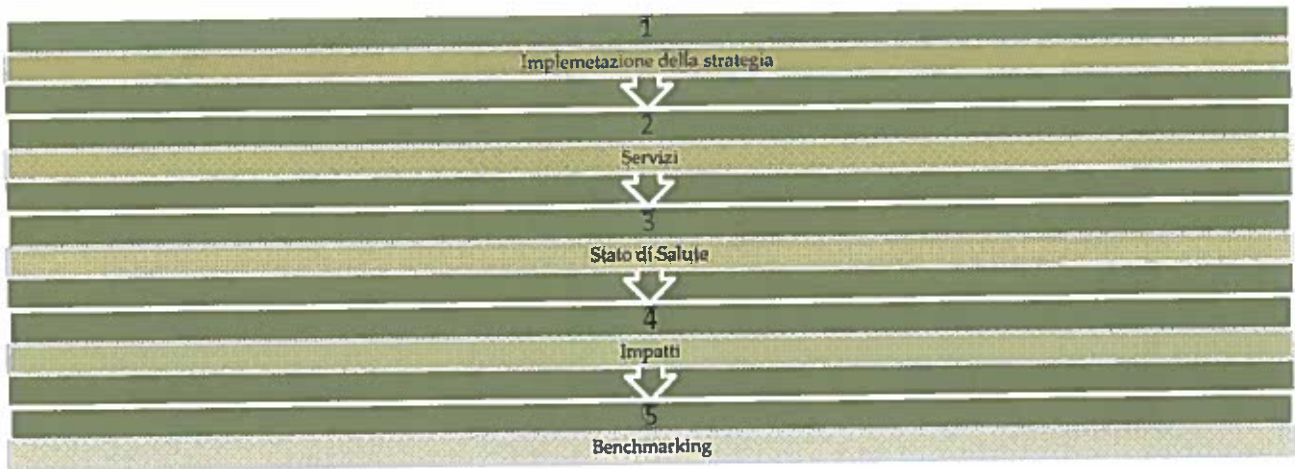 1
Implemetazione della strategia
2
Servizi
3
Stato di Salute
4
Impatti
5
Benchmarking